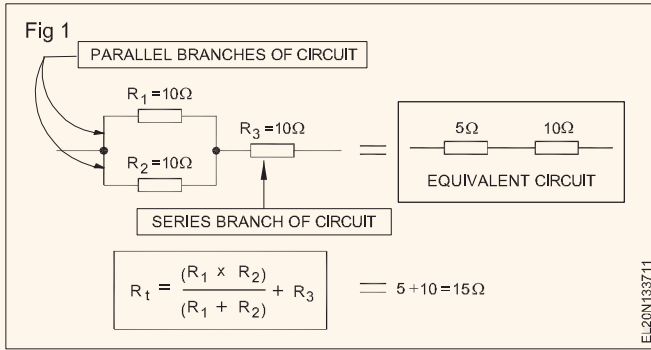 Fig 1
PARALLEL BRANCHES OF CIRCUIT
R1 = 10Ω
R2 = 10Ω
R3 = 10Ω
SERIES BRANCH OF CIRCUIT
=
5Ω 10Ω
EQUIVALENT CIRCUIT
Rt = (R1 x R2) / (R1 + R2) + R3 = 5+10=15Ω
EL20N133711